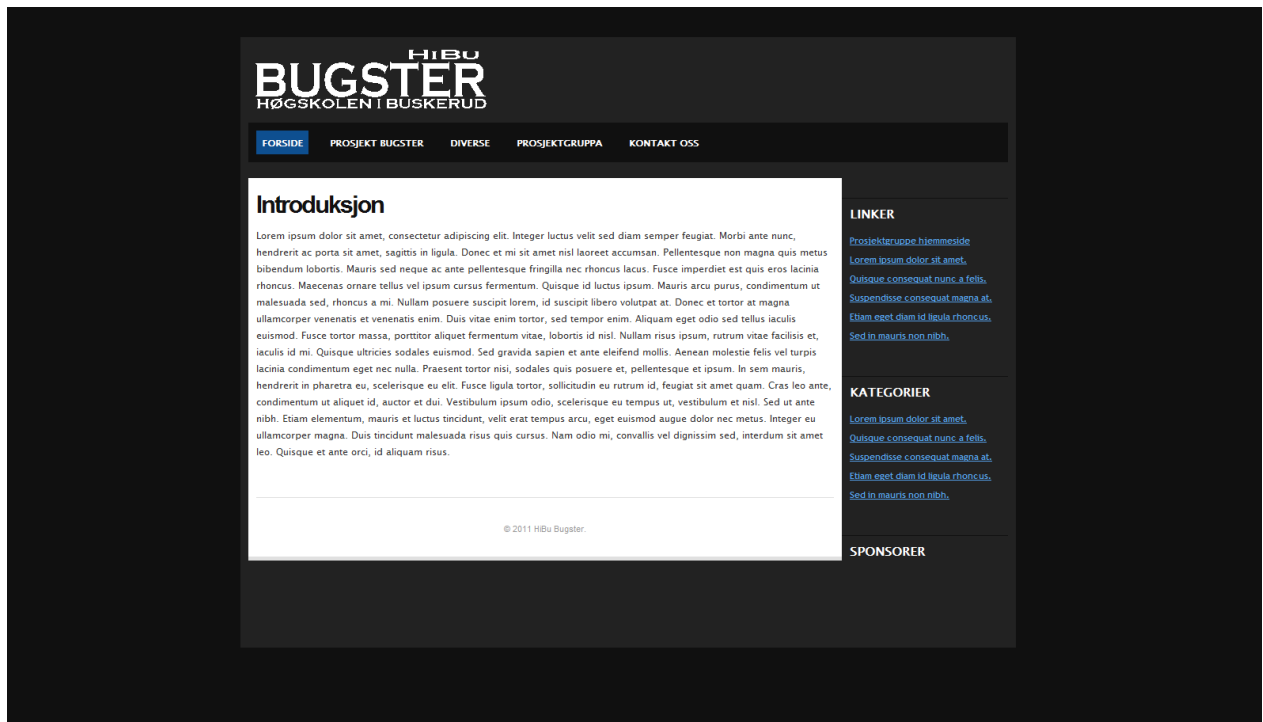 HiBu
BUGSTER
HØGSKOLEN I BUSKERUD
FORSIDE PROSJEKT BUGSTER DIVERSE PROSJEKTGRUPPA KONTAKT OSS
Introduksjon
Lorem ipsum dolor sit amet, consectetur adipiscing elit. Integer luctus velit sed diam semper feugiat. Morbi ante nunc,
hendrerit ac porta sit amet, sagittis in ligula. Donec et mi sit amet nisl laoreet accumsan. Pellentesque non magna quis metus
bibendum lobortis. Mauris sed neque ac ante pellentesque fringilla nec rhoncus lacus. Fusce imperdiet est quis eros lacinia
rhoncus. Maecenas ornare tellus vel ipsum cursus fermentum. Quisque id luctus ipsum. Mauris arcu purus, condimentum ut
malesuada sed, rhoncus a mi. Nullam posuere suscipit lorem, id suscipit libero volutpat at. Donec et tortor at magna
ullamcorper venenatis et venenatis enim. Duis vitae enim tortor, sed tempor enim. Aliquam eget odio sed tellus iaculis
euismod. Fusce tortor massa, porttitor aliquet fermentum vitae, lobortis id nisl. Nullam risus ipsum, rutrum vitae facilisis et,
iaculis id mi. Quisque ultricies sodales euismod. Sed gravida sapien et ante eleifend mollis. Aenean molestie felis vel turpis
lacinia condimentum eget nec nulla. Praesent tortor nisi, sodales quis posuere et, pellentesque et ipsum. In sem mauris,
hendrerit in pharetra eu, scelerisque eu elit. Fusce ligula tortor, sollicitudin eu rutrum id, feugiat sit amet quam. Cras leo ante,
condimentum ut aliquet id, auctor et dui. Vestibulum ipsum odio, scelerisque eu tempus ut, vestibulum et nisl. Sed ut ante
nibh. Etiam elementum, mauris et luctus tincidunt, velit erat tempus arcu, eget euismod augue dolor nec metus. Integer eu
ullamcorper magna. Duis tincidunt malesuada risus quis cursus. Nam odio mi, convallis vel dignissim sed, interdum sit amet
leo. Quisque et ante orci, id aliquam risus.
© 2011 HiBu Bugster.
LINKER
Prosjektgruppe hjemmeside
Lorem ipsum dolor sit amet.
Quisque consequat nunc a felis.
Suspendisse consequat magna at.
Etiam eget diam id ligula rhoncus.
Sed in mauris non nibh.
KATEGORIER
Lorem ipsum dolor sit amet.
Quisque consequat nunc a felis.
Suspendisse consequat magna at.
Etiam eget diam id ligula rhoncus.
Sed in mauris non nibh.
SPONSORER